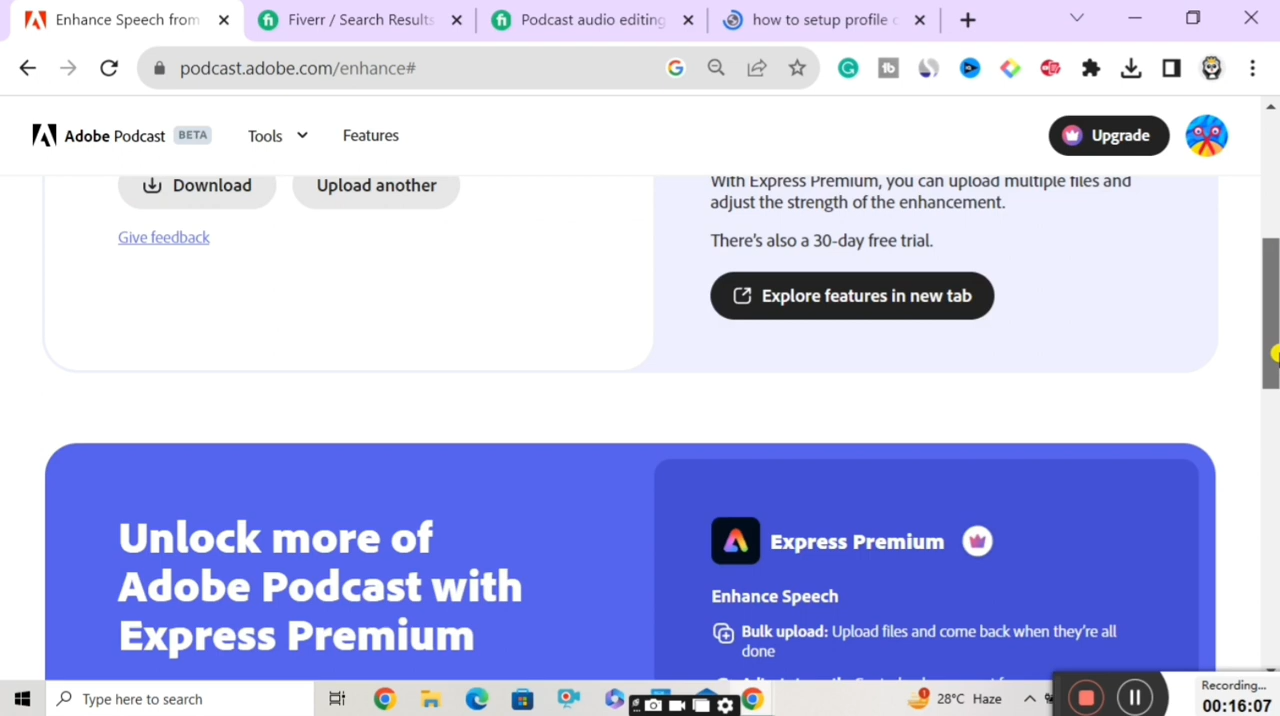 Enhance Speech from
Fiverr / Search Results
Podcast audio editing
how to setup profile
podcast.adobe.com/enhance#
Adobe Podcast BETA
Tools
Features
Upgrade
Download
Upload another
Give feedback
With Express Premium, you can upload multiple files and
adjust the strength of the enhancement.
There's also a 30-day free trial.
Explore features in new tab
Unlock more of
Adobe Podcast with
Express Premium
Express Premium
Enhance Speech
Bulk upload: Upload files and come back when they're all
done
Type here to search
28°C Haze
Recording...
00:16:07